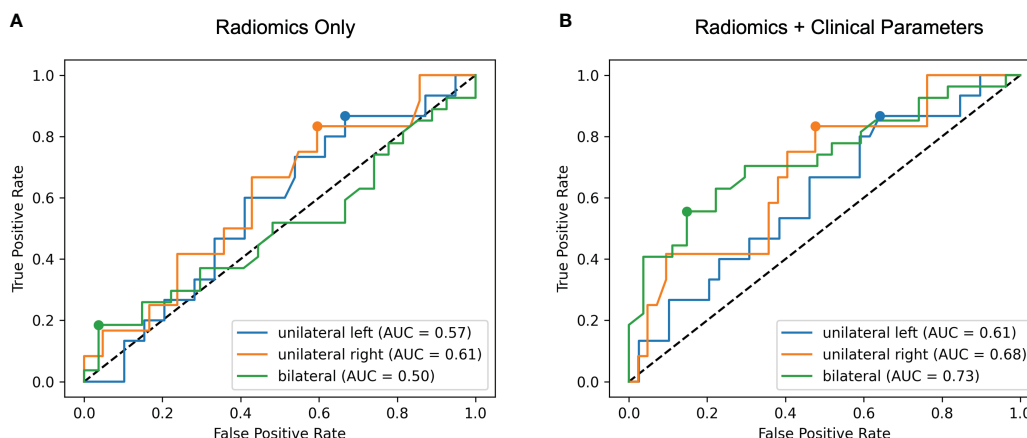 A
Radiomics Only
1.0
0.8
0.6
0.4
0.2
0.0
True Positive Rate
unilateral left (AUC = 0.57)
unilateral right (AUC = 0.61)
bilateral (AUC = 0.50)
0.0 0.2 0.4 0.6 0.8 1.0
False Positive Rate
B
Radiomics + Clinical Parameters
1.0
0.8
0.6
0.4
0.2
0.0
True Positive Rate
unilateral left (AUC = 0.61)
unilateral right (AUC = 0.68)
bilateral (AUC = 0.73)
0.0 0.2 0.4 0.6 0.8 1.0
False Positive Rate